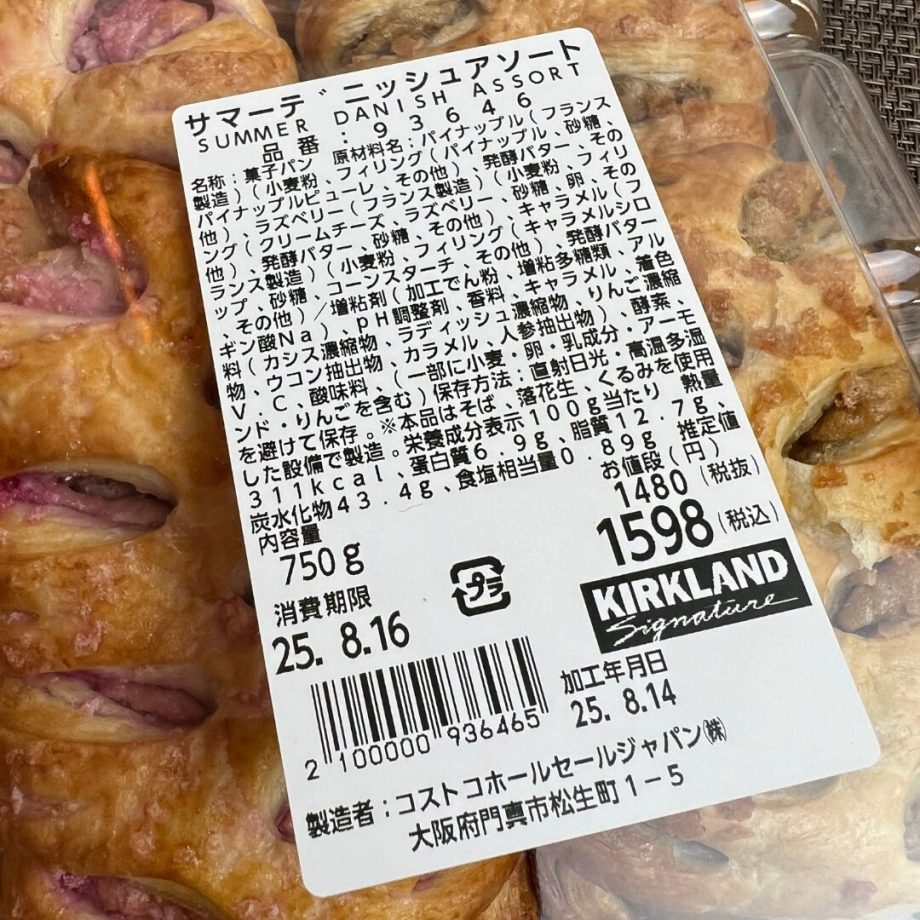 サマーデニッシュアソート
SUMMER DANISH ASSORT
品番:93646
名称:菓子パン 原材料名:パイナップル(フランス
製造)(小麦粉、フィリング(パイナップル、砂糖、
パイナップルピューレ、その他)、発酵バター、その
他)、ラズベリー(フランス製造)(小麦粉、フィリ
ング(クリームチーズ、ラズベリー、砂糖、卵、その
他)、発酵バター、砂糖、その他)、キャラメル(フ
ランス製造)(小麦粉、フィリング(キャラメルシロ
ップ、砂糖、コーンスターチ、その他)、発酵バター
、その他)/増粘剤(加工でん粉、増粘多糖類、アル
ギン酸Na)、pH調整剤、香料、キャラメル、着色
料(カシス濃縮物、ラディッシュ濃縮物、りんご濃縮
物、ウコン抽出物、カラメル、人参抽出物)、酵素、
V.C、酸味料、(一部に小麦・卵・乳成分・アーモ
ンド・りんごを含む)保存方法:直射日光・高温多湿
を避けて保存。※本品はそば、落花生、くるみを使用
した設備で製造。栄養成分表示100g当たり 熱量
311kcal、蛋白質6.9g、脂質12.7g、
炭水化物43.4g、食塩相当量0.89g 推定値
内容量
750g
お値段(円)
1480(税抜)
1598(税込)
消費期限
25. 8.16
プラ
KIRKLAND
Signature
加工年月日
25. 8.14
2 100000 936465
製造者:コストコホールセールジャパン㈱
大阪府門真市松生町1-5